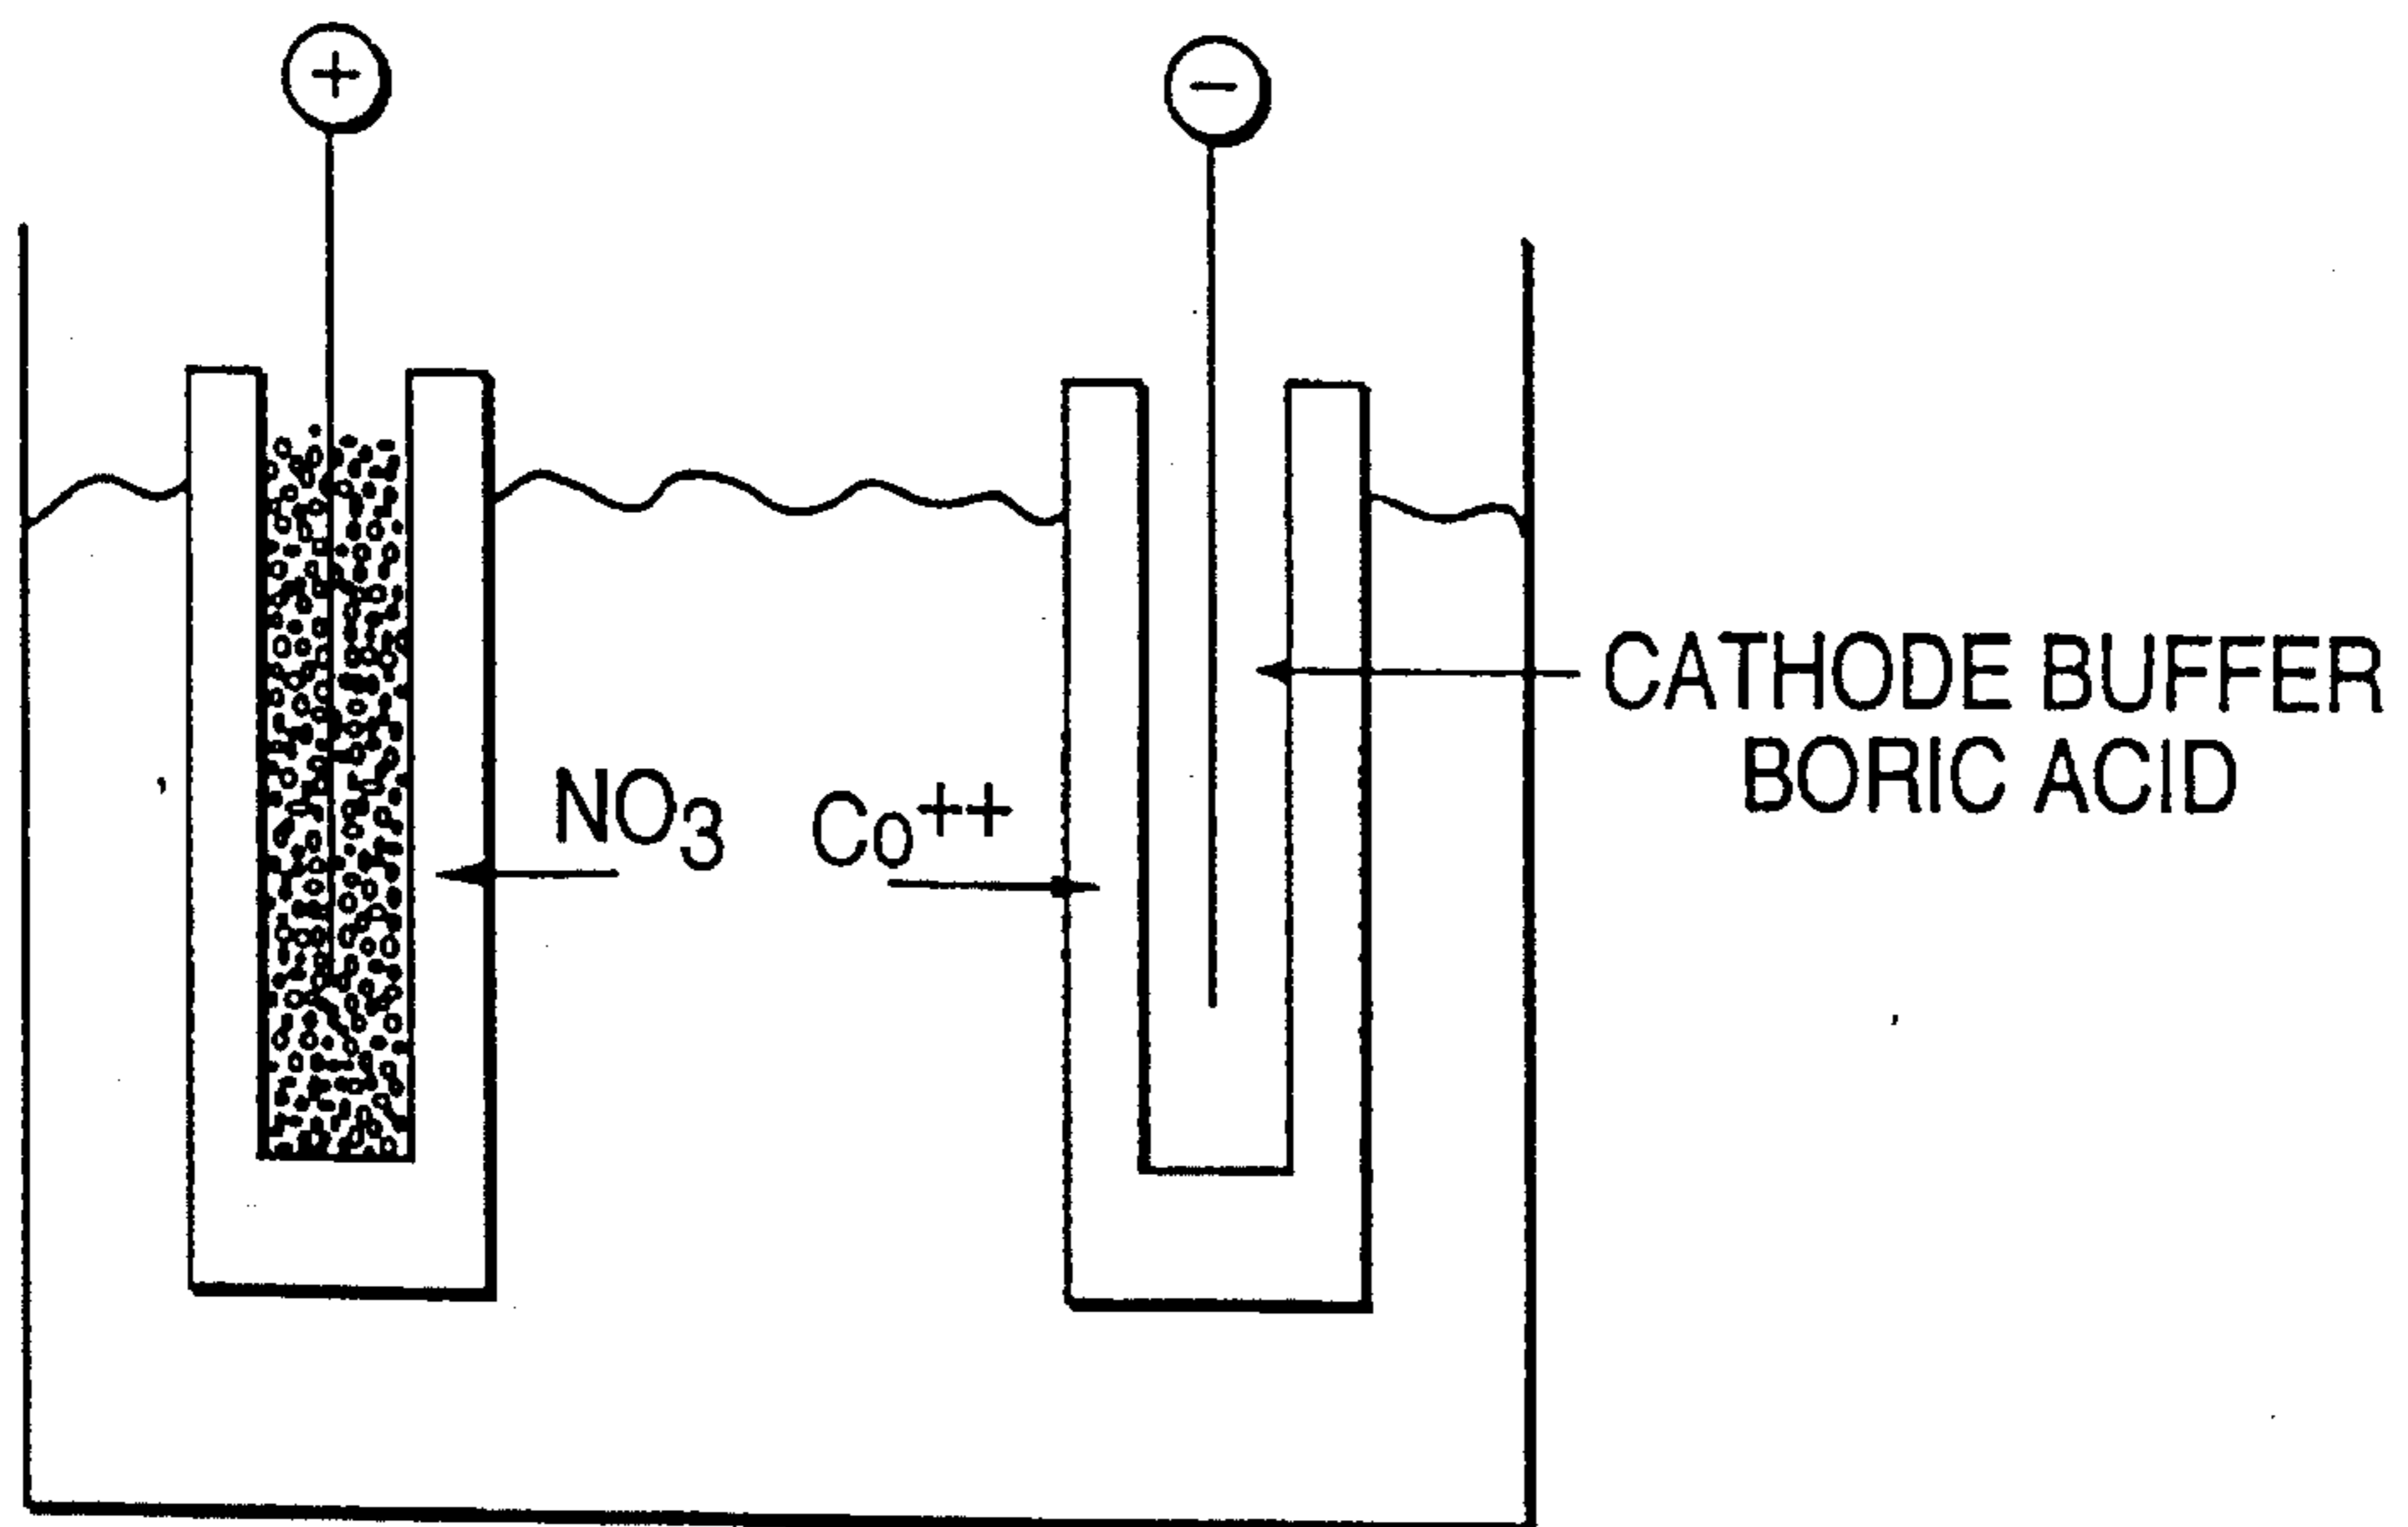 +
−
CATHODE BUFFER
BORIC ACID
NO3
Co++